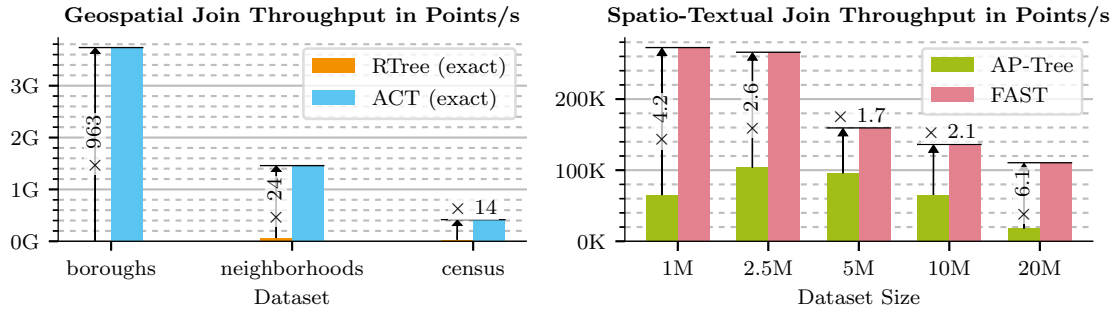 Geospatial Join Throughput in Points/s
3G
2G
1G
0G
RTree (exact)
ACT (exact)
× 963
× 24
× 14
boroughs
neighborhoods
census
Dataset
Spatio-Textual Join Throughput in Points/s
200K
100K
0K
AP-Tree
FAST
× 4.2
× 2.6
× 1.7
× 2.1
× 6.1
1M
2.5M
5M
10M
20M
Dataset Size